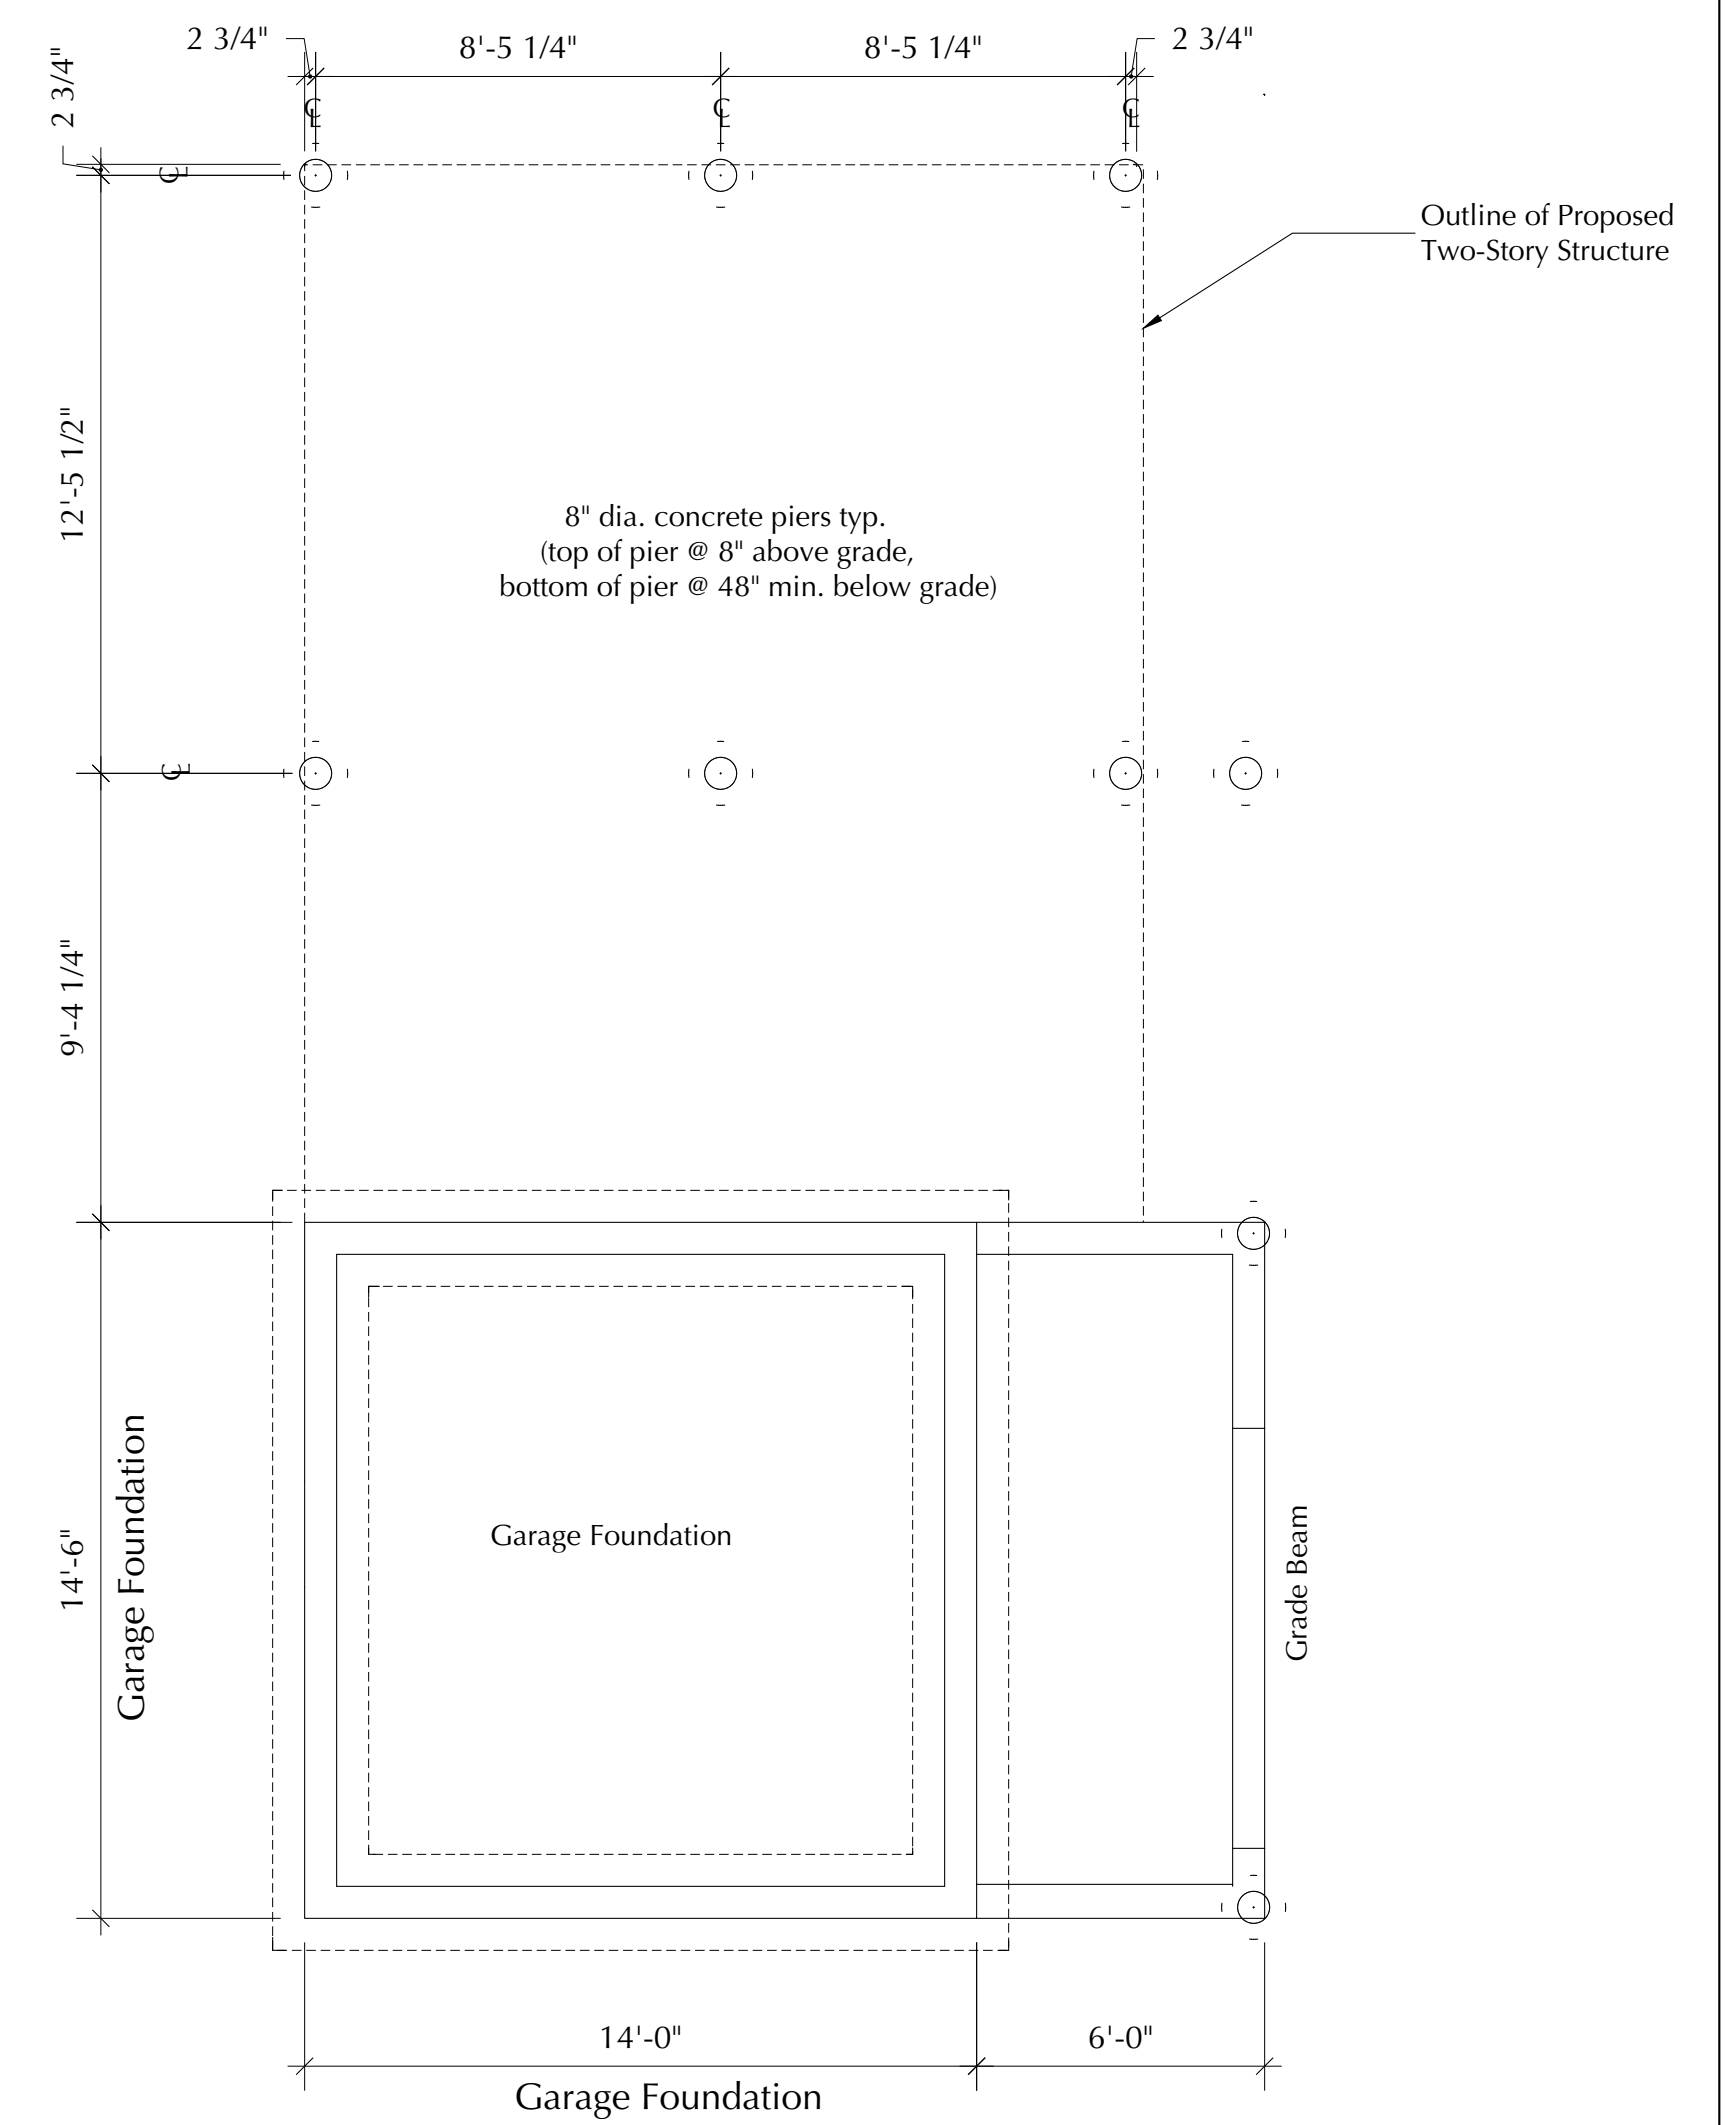 2 3/4"
8'-5 1/4"
8'-5 1/4"
2 3/4"
2 3/4"
℄
℄
℄
℄
Outline of Proposed
Two-Story Structure
12'-5 1/2"
8" dia. concrete piers typ.
(top of pier @ 8" above grade,
bottom of pier @ 48" min. below grade)
℄
9'-4 1/4"
14'-6"
Garage Foundation
Garage Foundation
Grade Beam
14'-0"
6'-0"
Garage Foundation